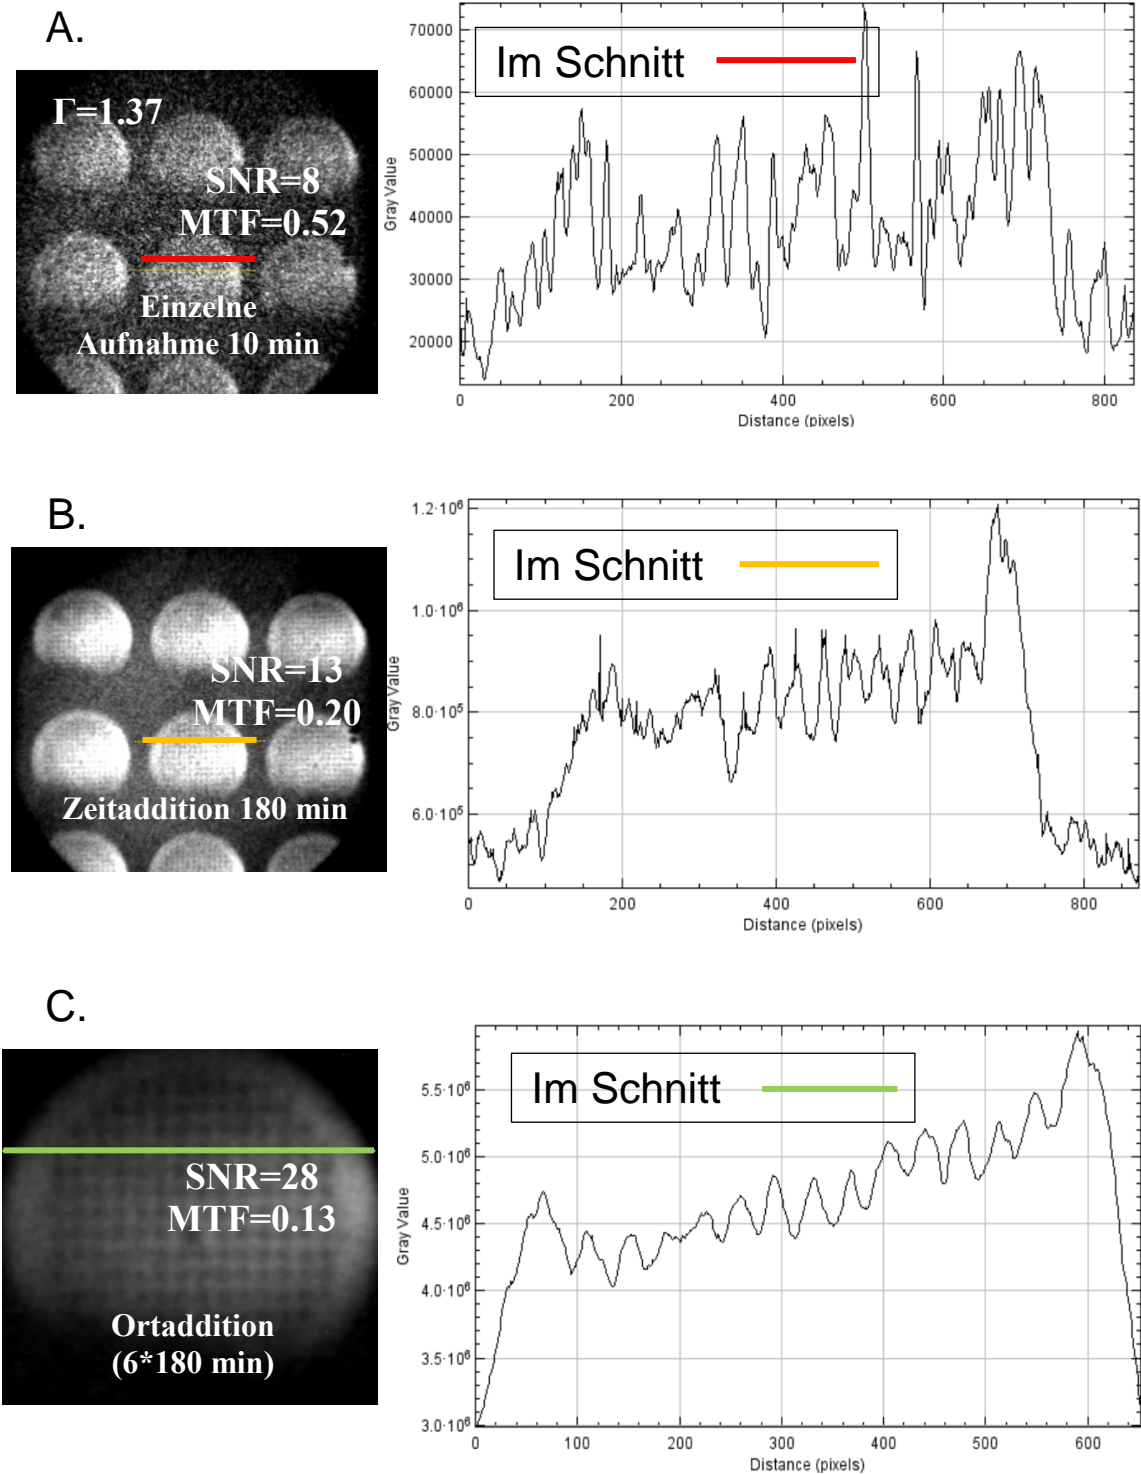 A.
Γ=1.37
SNR=8
MTF=0.52
Einzelne
Aufnahme 10 min
Im Schnitt
70000
60000
50000
40000
30000
20000
Gray Value
0 200 400 600 800
Distance (pixels)
B.
SNR=13
MTF=0.20
Zeitaddition 180 min
Im Schnitt
1.2·10⁶
1.0·10⁶
8.0·10⁵
6.0·10⁵
Gray Value
0 200 400 600 800
Distance (pixels)
C.
SNR=28
MTF=0.13
Ortaddition
(6*180 min)
Im Schnitt
5.5·10⁶
5.0·10⁶
4.5·10⁶
4.0·10⁶
3.5·10⁶
3.0·10⁶
Gray Value
0 100 200 300 400 500 600
Distance (pixels)